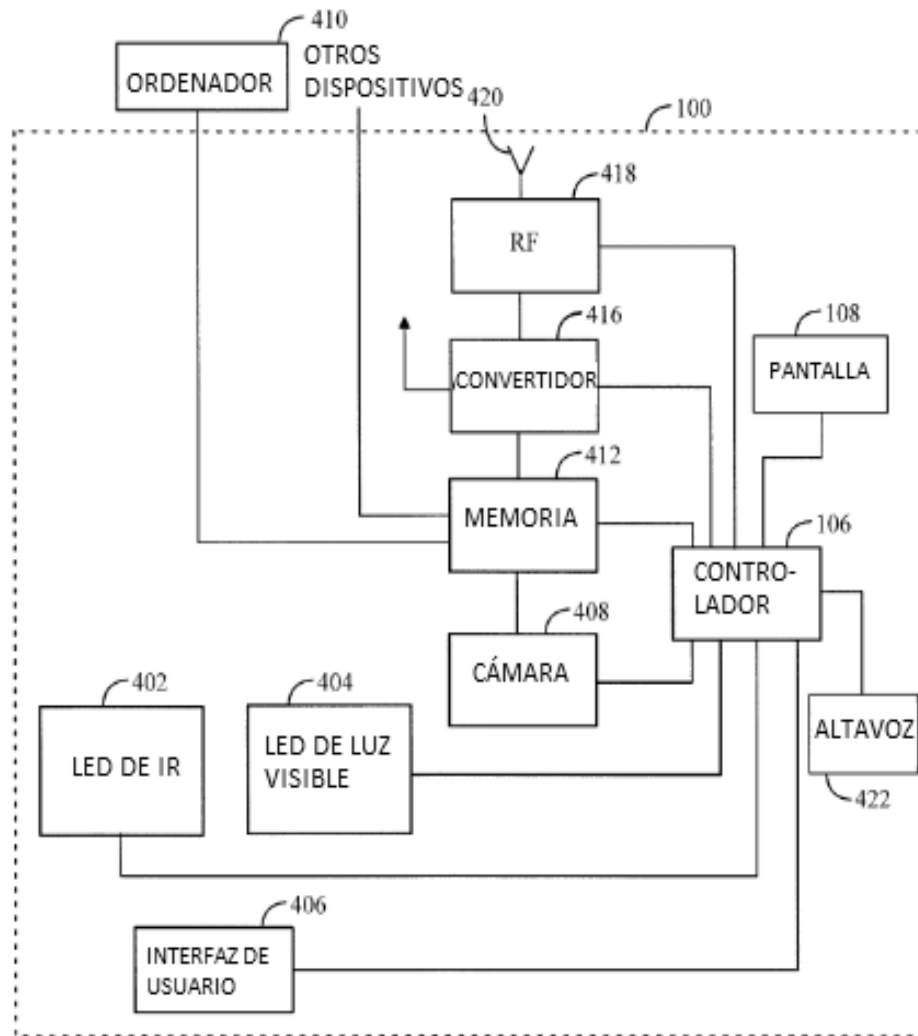 410
ORDENADOR
OTROS
DISPOSITIVOS
420
100
418
RF
416
CONVERTIDOR
108
PANTALLA
412
MEMORIA
106
CONTRO-
LADOR
408
CÁMARA
402
LED DE IR
404
LED DE LUZ
VISIBLE
ALTAVOZ
422
406
INTERFAZ DE
USUARIO